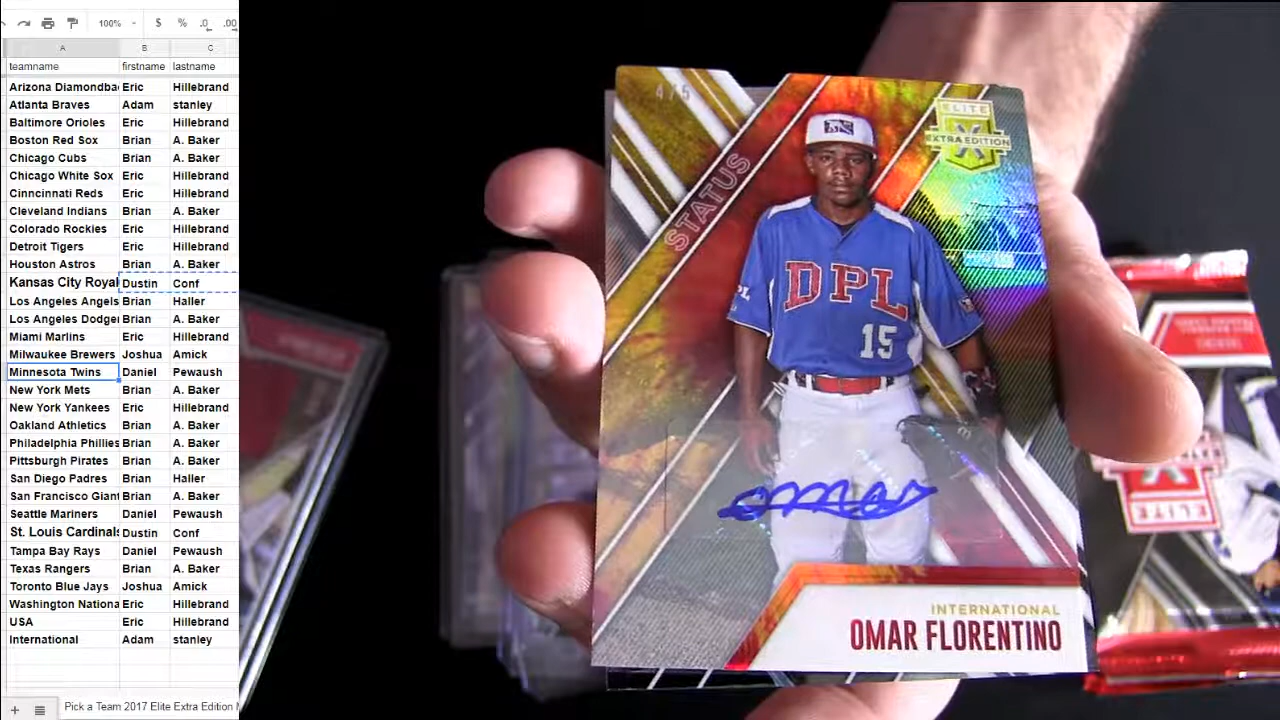 100%
$
%
.0
.00
A
B
C
teamname firstname lastname
Arizona Diamondba Eric Hillebrand
Atlanta Braves Adam stanley
Baltimore Orioles Eric Hillebrand
Boston Red Sox Brian A. Baker
Chicago Cubs Brian A. Baker
Chicago White Sox Eric Hillebrand
Cinncinnati Reds Eric Hillebrand
Cleveland Indians Brian A. Baker
Colorado Rockies Eric Hillebrand
Detroit Tigers Eric Hillebrand
Houston Astros Brian A. Baker
Kansas CIty Royal Dustin Conf
Los Angeles Angels Brian Haller
Los Angeles Dodger Brian A. Baker
Miami Marlins Eric Hillebrand
Milwaukee Brewers Joshua Amick
Minnesota Twins Daniel Pewaush
New York Mets Brian A. Baker
New York Yankees Eric Hillebrand
Oakland Athletics Brian A. Baker
Philadelphia Phillies Brian A. Baker
Pittsburgh Pirates Brian A. Baker
San Diego Padres Brian Haller
San Francisco Giant Brian A. Baker
Seattle Mariners Daniel Pewaush
St. Louis Cardinals Dustin Conf
Tampa Bay Rays Daniel Pewaush
Texas Rangers Brian A. Baker
Toronto Blue Jays Joshua Amick
Washington Nationa Eric Hillebrand
USA Eric Hillebrand
International Adam stanley
Pick a Team 2017 Elite Extra Edition
4/5
STATUS
ELITE
EXTRA EDITION
X
DPL
15
Omar
INTERNATIONAL
OMAR FLORENTINO
ELITE